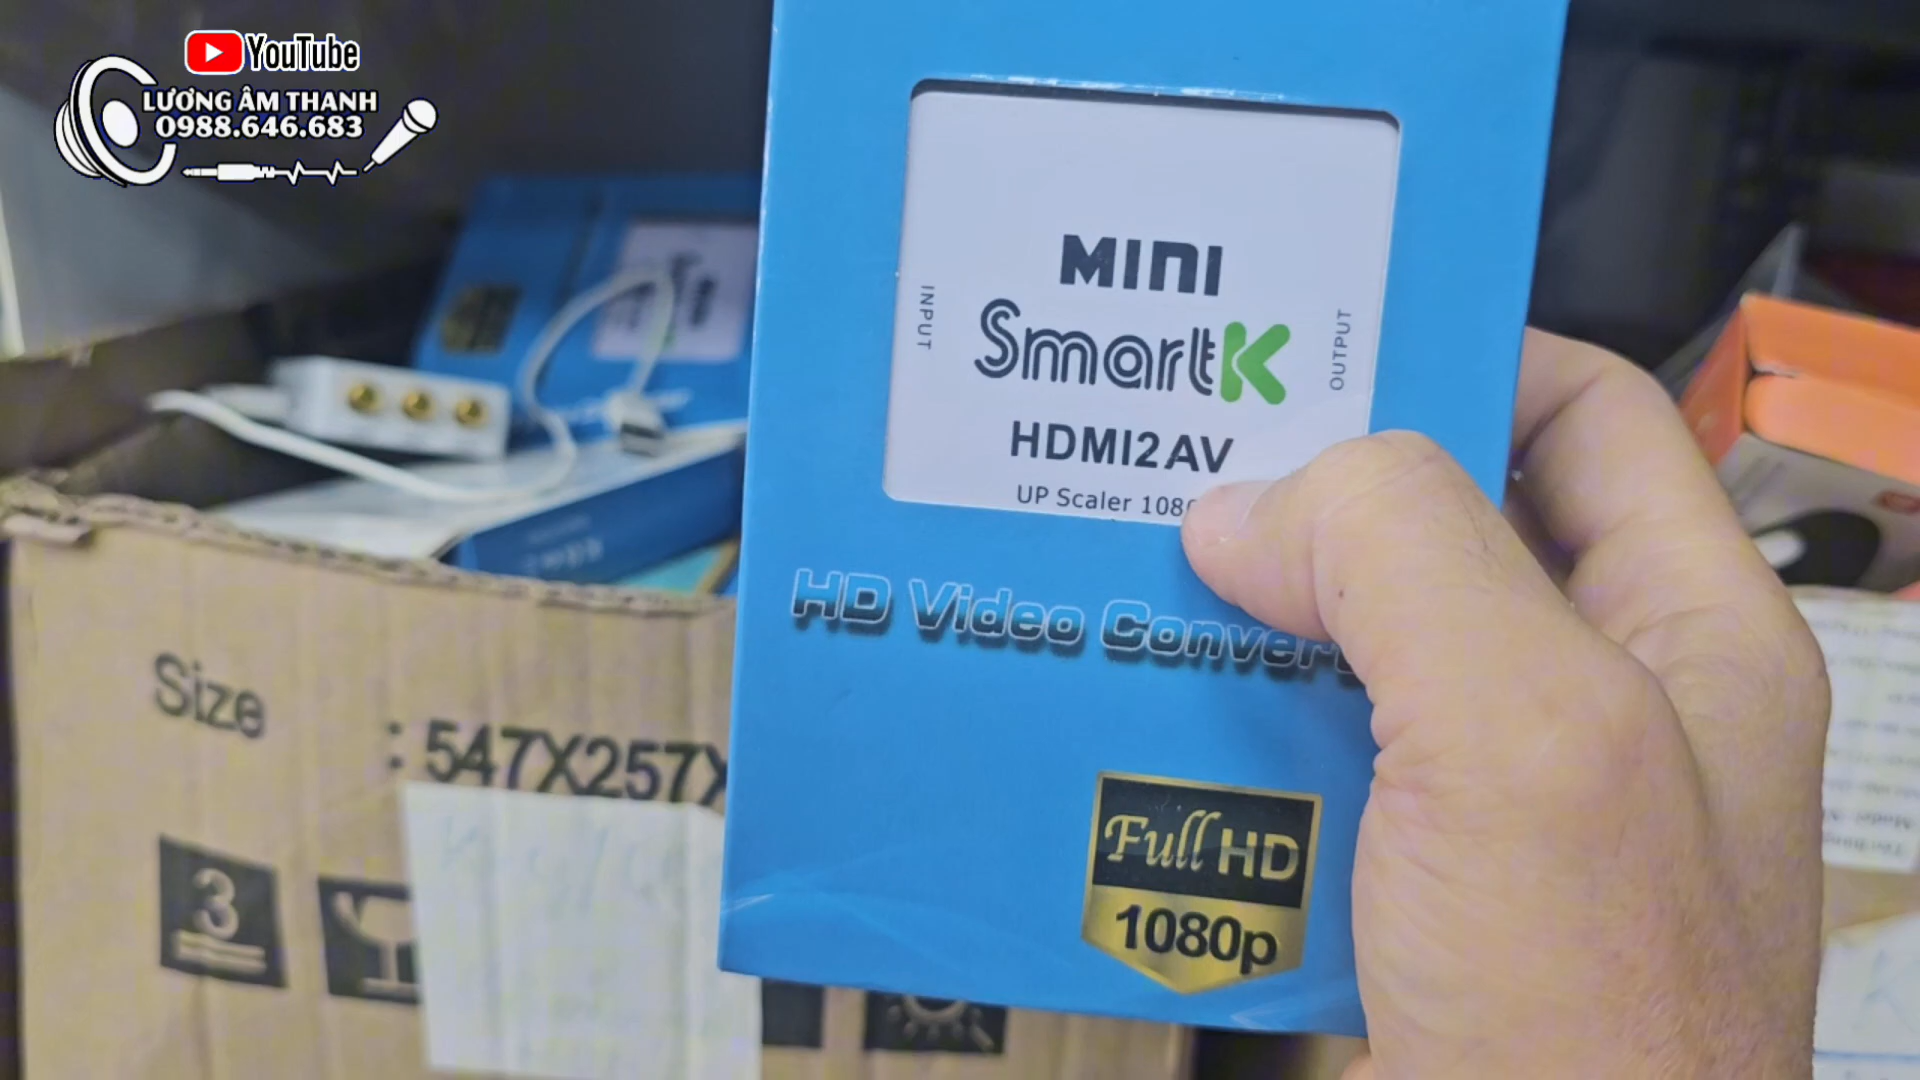 YouTube
LƯƠNG ÂM THANH
0988.646.683
MINI
SmartK
INPUT
OUTPUT
HDMI2AV
UP Scaler
HD Video
Full HD
1080p
Size
: 547X257X
3